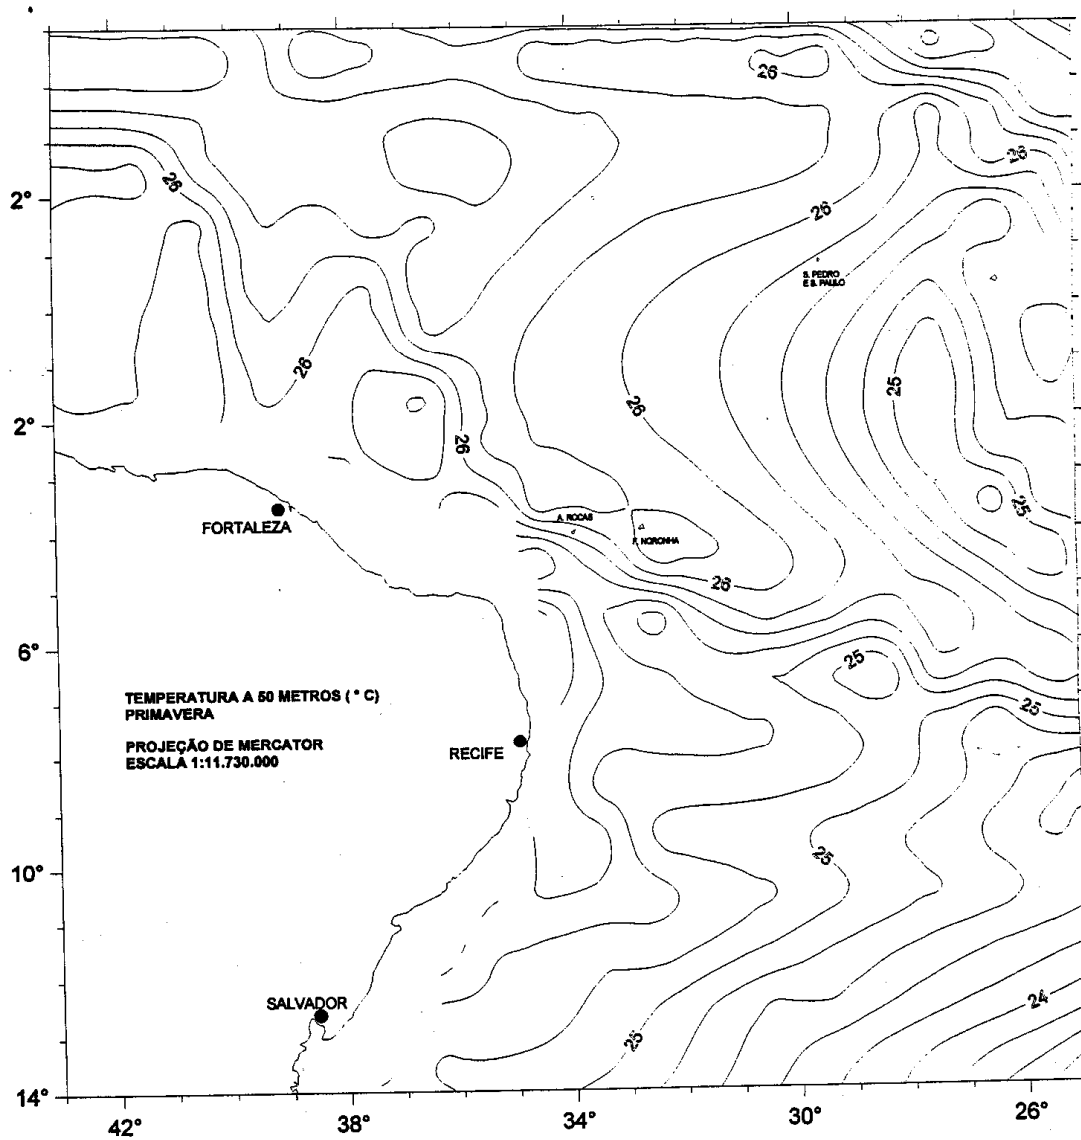 26
26
26
2°
26
S. PEDRO
E S. PAULO
26
25
26
2°
26
25
FORTALEZA
A. ROCAS
F. NORONHA
26
6°
25
TEMPERATURA A 50 METROS ( ° C)
PRIMAVERA
25
PROJEÇÃO DE MERCATOR
ESCALA 1:11.730.000
RECIFE
25
10°
24
SALVADOR
25
14°
42°
38°
34°
30°
26°